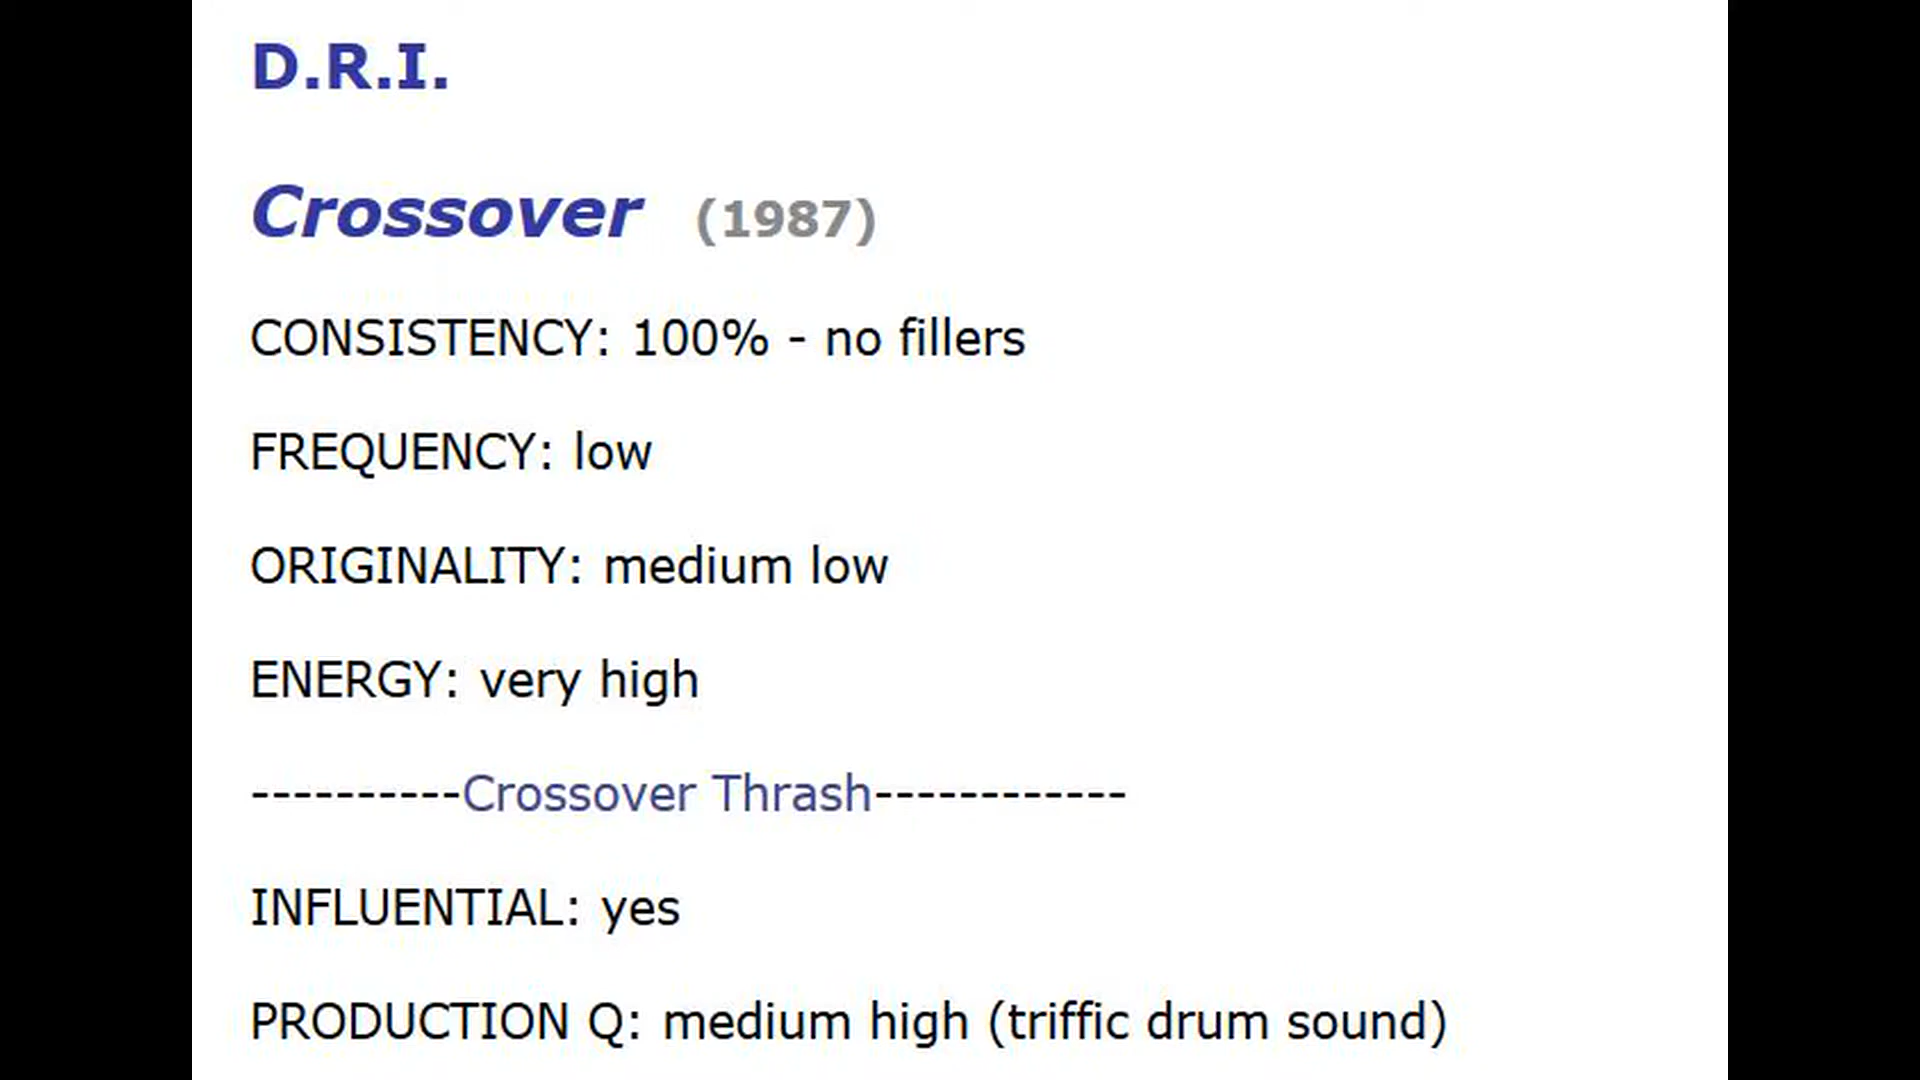 D.R.I.
Crossover (1987)
CONSISTENCY: 100% - no fillers
FREQUENCY: low
ORIGINALITY: medium low
ENERGY: very high
----------Crossover Thrash------------
INFLUENTIAL: yes
PRODUCTION Q: medium high (triffic drum sound)